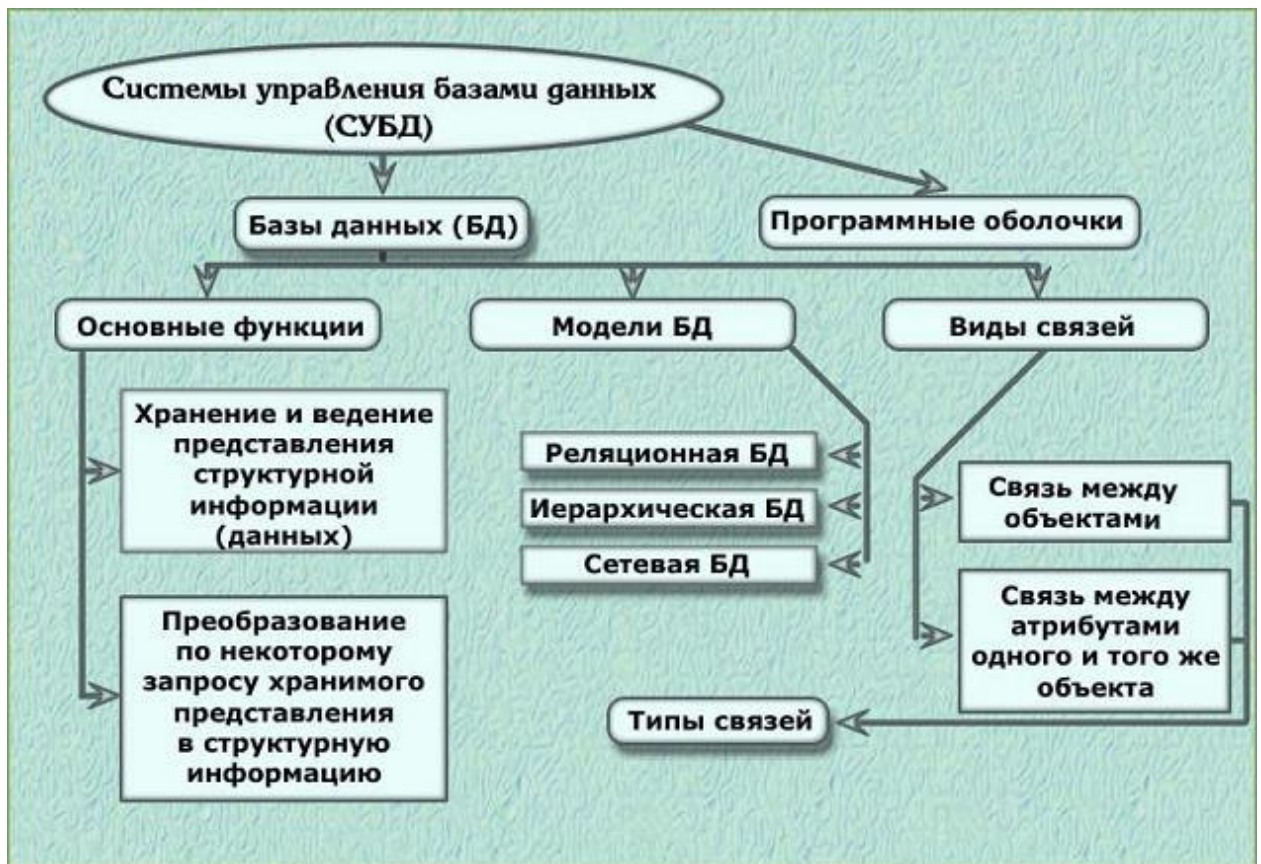 Системы управления базами данных
(СУБД)
Базы данных (БД)
Программные оболочки
Основные функции
Модели БД
Виды связей
Хранение и ведение
представления
структурной
информации
(данных)
Преобразование
по некоторому
запросу хранимого
представления
в структурную
информацию
Реляционная БД
Иерархическая БД
Сетевая БД
Связь между
объектами
Связь между
атрибутами
одного и того же
объекта
Типы связей